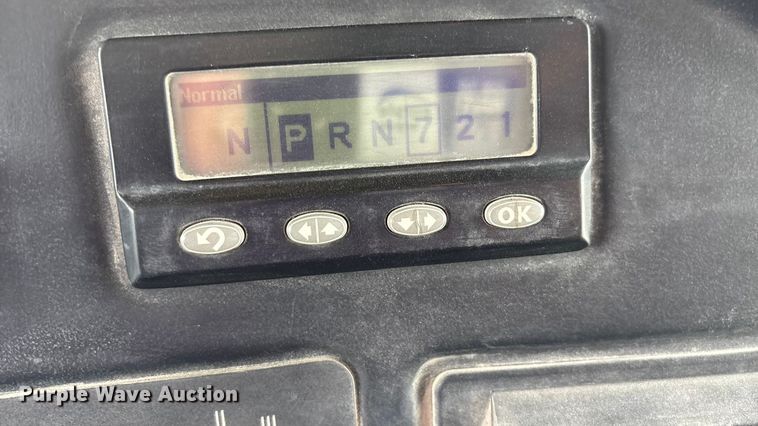 Normal
N P R N 7 2 1
OK
Purple Wave Auction